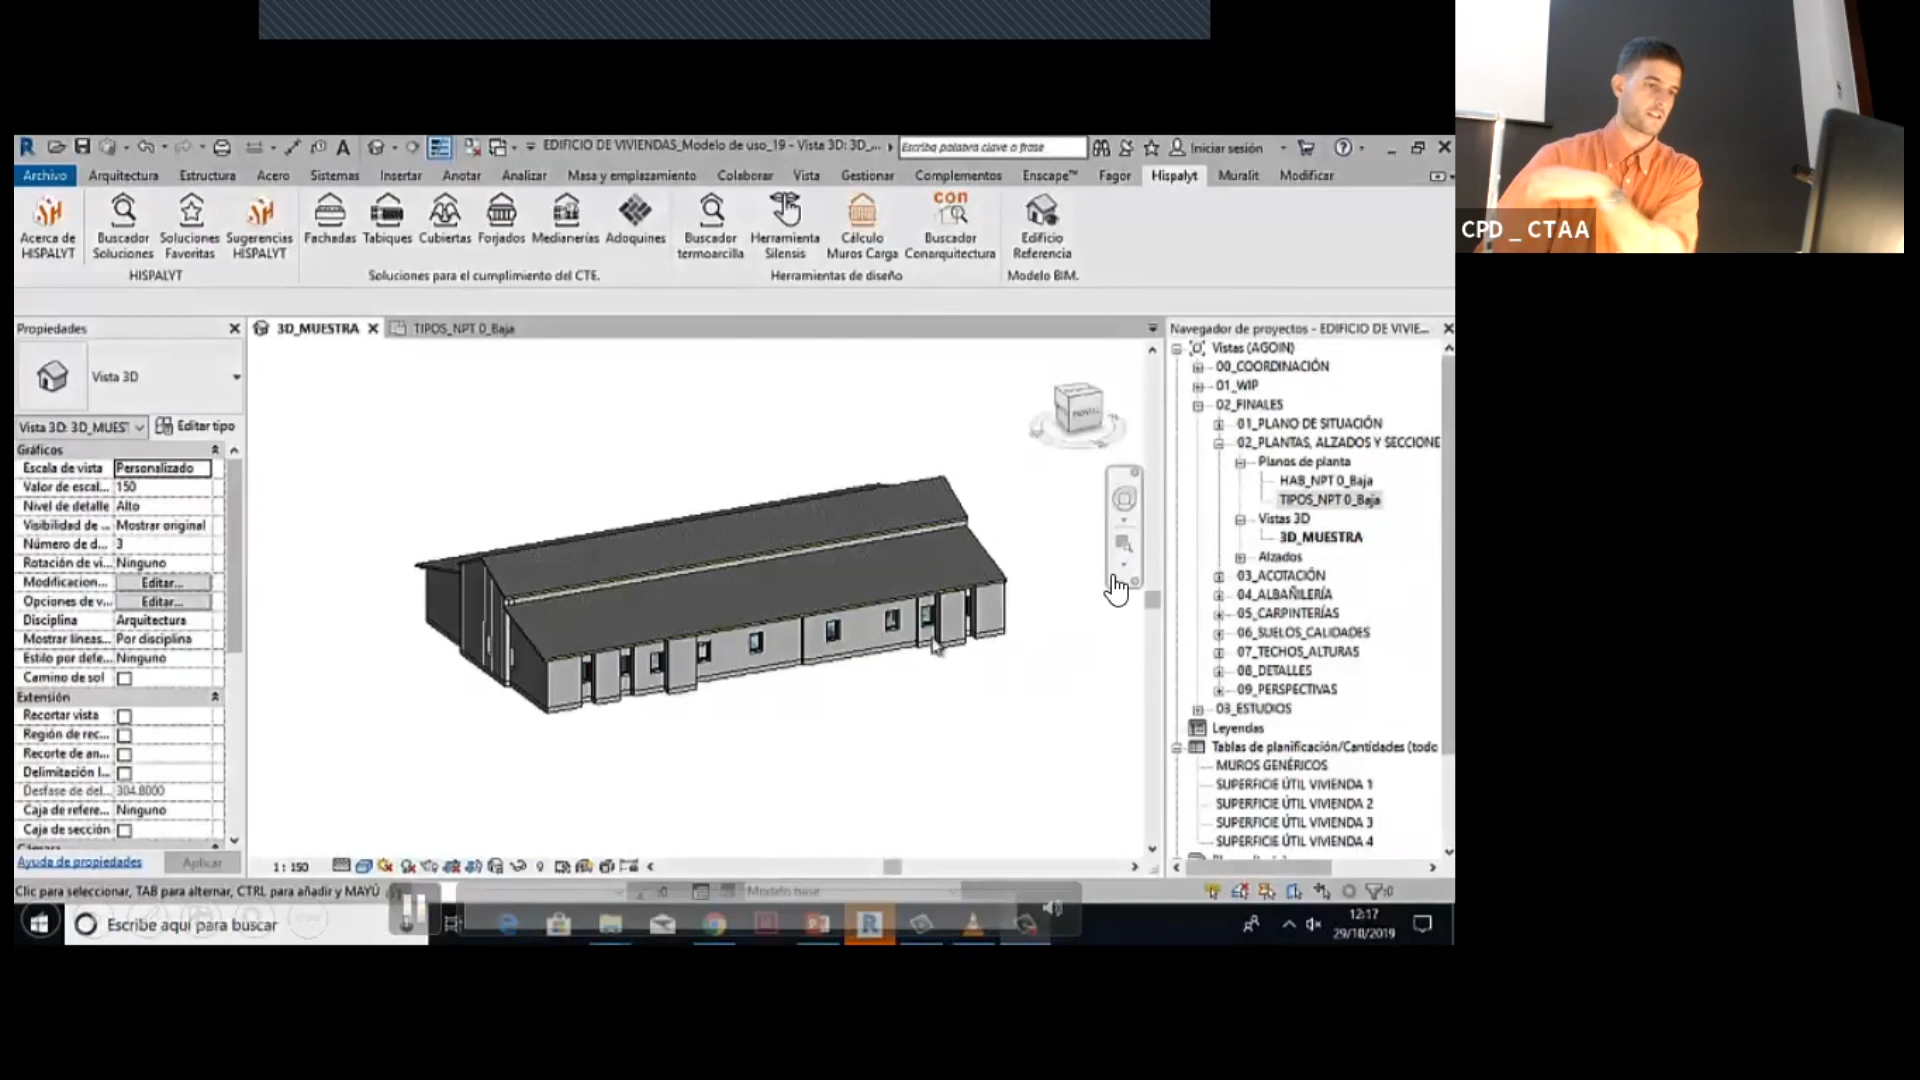 EDIFICIO DE VIVIENDAS_Modelo de uso_19 - Vista 3D: 3D_...
Escriba palabra clave o frase
Iniciar sesión
Archivo Arquitectura Estructura Acero Sistemas Insertar Anotar Analizar Masa y emplazamiento Colaborar Vista Gestionar Complementos Enscape™ Fagor Hispalyt Muralit Modificar
con
Acerca de Buscador Soluciones Sugerencias Fachadas Tabiques Cubiertas Forjados Medianerías Adoquines Buscador Herramienta Cálculo Buscador Edificio
HISPALYT Soluciones Favoritas HISPALYT termoarcilla Silensis Muros Carga Conarquitectura Referencia
HISPALYT Soluciones para el cumplimiento del CTE. Herramientas de diseño Modelo BIM.
CPD _ CTAA
Propiedades
Vista 3D
Vista 3D: 3D_MUEST Editar tipo
Gráficos
Escala de vista Personalizado
Valor de escal... 150
Nivel de detalle Alto
Visibilidad de ... Mostrar original
Número de d... 3
Rotación de vi... Ninguno
Modificacion... Editar...
Opciones de v... Editar...
Disciplina Arquitectura
Mostrar líneas... Por disciplina
Estilo por defe... Ninguno
Camino de sol
Extensión
Recortar vista
Región de rec...
Recorte de an...
Delimitación l...
Desfase de del... 304.8000
Caja de refere... Ninguno
Caja de sección
Cámara
Ayuda de propiedades Aplicar
3D_MUESTRA TIPOS_NPT 0_Baja
1 : 150
Navegador de proyectos - EDIFICIO DE VIVIE...
Vistas (AGOIN)
00_COORDINACIÓN
01_WIP
02_FINALES
01_PLANO DE SITUACIÓN
02_PLANTAS, ALZADOS Y SECCIONE
Planos de planta
HAB_NPT 0_Baja
TIPOS_NPT 0_Baja
Vistas 3D
3D_MUESTRA
Alzados
03_ACOTACIÓN
04_ALBAÑILERÍA
05_CARPINTERÍAS
06_SUELOS_CALIDADES
07_TECHOS_ALTURAS
08_DETALLES
09_PERSPECTIVAS
03_ESTUDIOS
Leyendas
Tablas de planificación/Cantidades (todo
MUROS GENÉRICOS
SUPERFICIE ÚTIL VIVIENDA 1
SUPERFICIE ÚTIL VIVIENDA 2
SUPERFICIE ÚTIL VIVIENDA 3
SUPERFICIE ÚTIL VIVIENDA 4
Clic para seleccionar, TAB para alternar, CTRL para añadir y MAYÚ
:0
Modelo base
:0
Escribe aquí para buscar
12:17
29/10/2019